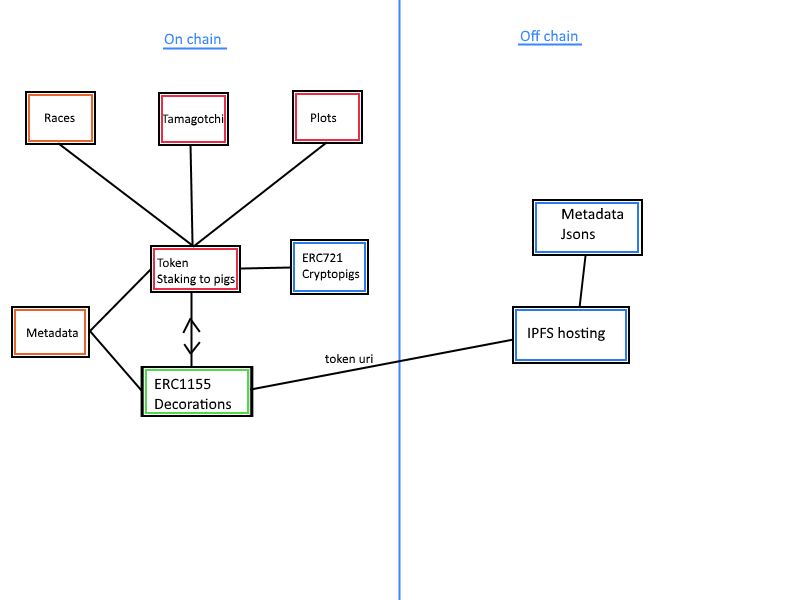 On chain
Off chain
Races
Tamagotchi
Plots
Metadata
Jsons
Token
Staking to pigs
ERC721
Cryptopigs
Metadata
IPFS hosting
token uri
ERC1155
Decorations